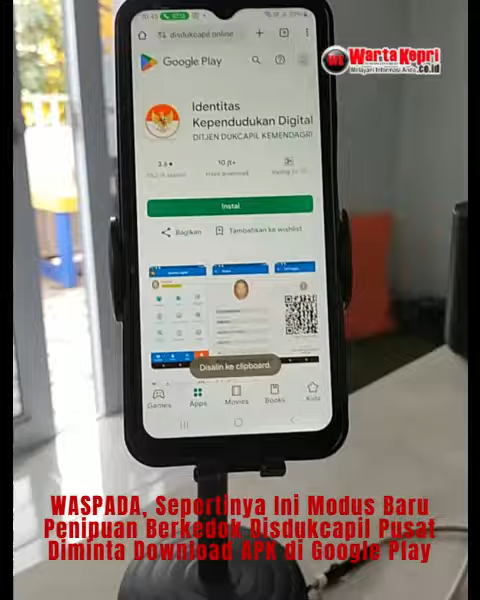 disdukcapil.online
Google Play
WartaKepri
.co.id
Identitas
Kependudukan Digital
DITJEN DUKCAPIL KEMENDAGRI
3.6★
10 jt+
Instal
Bagikan
Tambahkan ke wishlist
Disalin ke clipboard.
Games
Apps
Movies
Books
Kids
WASPADA, Sepertinya Ini Modus Baru
Penipuan Berkedok Disdukcapil Pusat
Diminta Download APK di Google Play